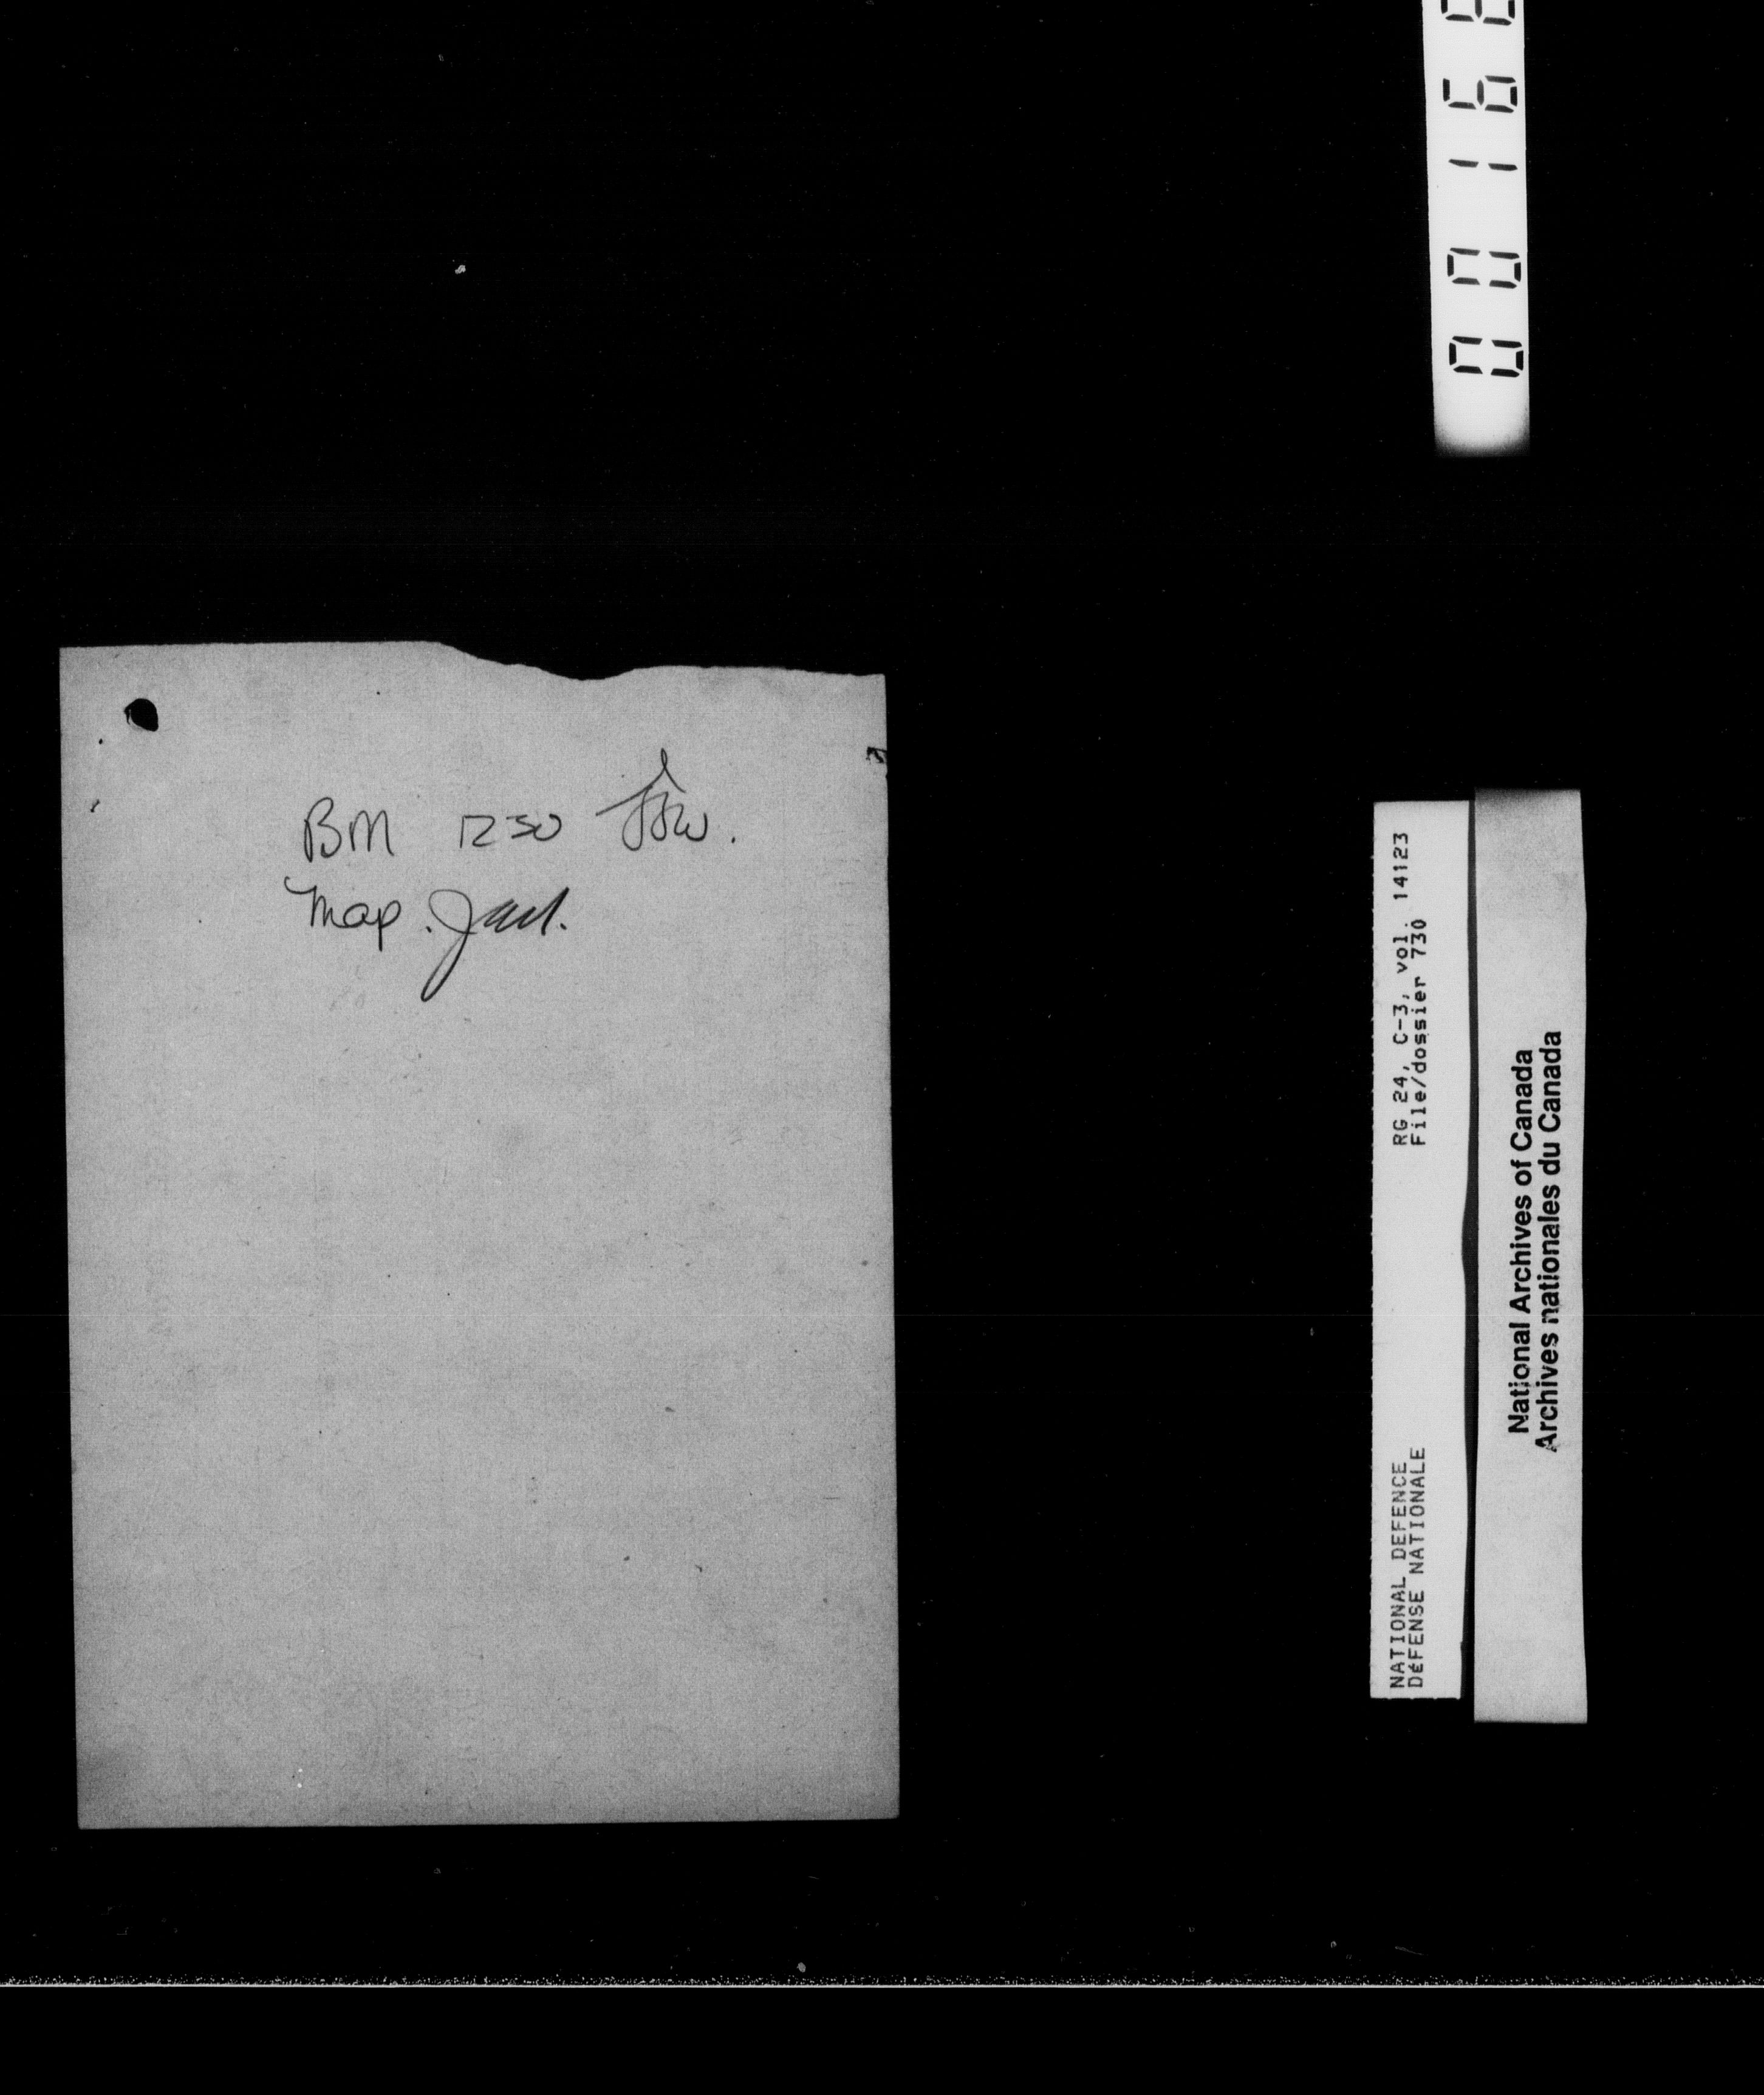 BM 1230
Map.
RG 24, C-3, vol. 14123
File/dossier 730
NATIONAL DEFENCE
DéFENSE NATIONALE
National Archives of Canada
Archives nationales du Canada
0016